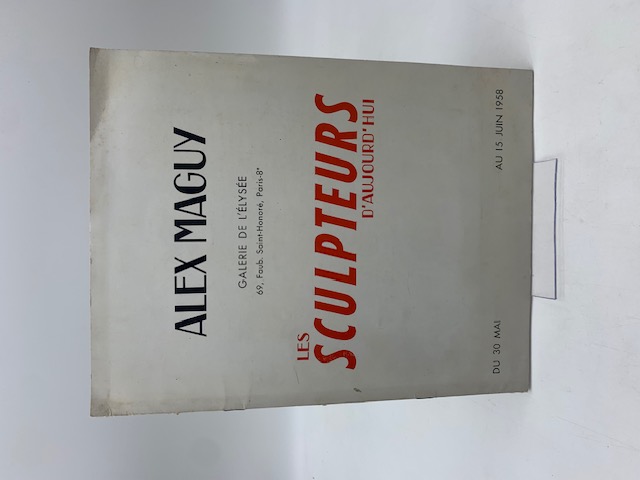 ALEX MAGUY
GALERIE DE L'ÉLYSÉE
69, Faub. Saint-Honoré, Paris-8e
LES
SCULPTEURS
D'AUJOURD'HUI
DU 30 MAI AU 15 JUIN 1958